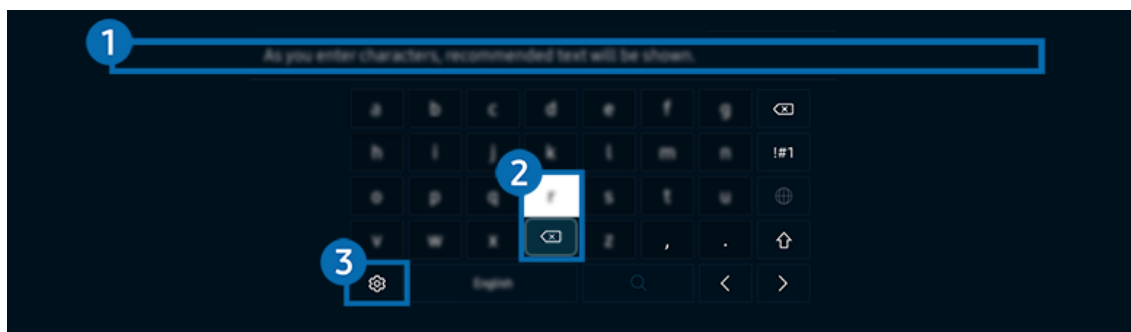 1
As you enter characters, recommended text will be shown.
a b c d e f g
h i j k l m n !#1
2
o p q r s t u
v w x z , .
3
English